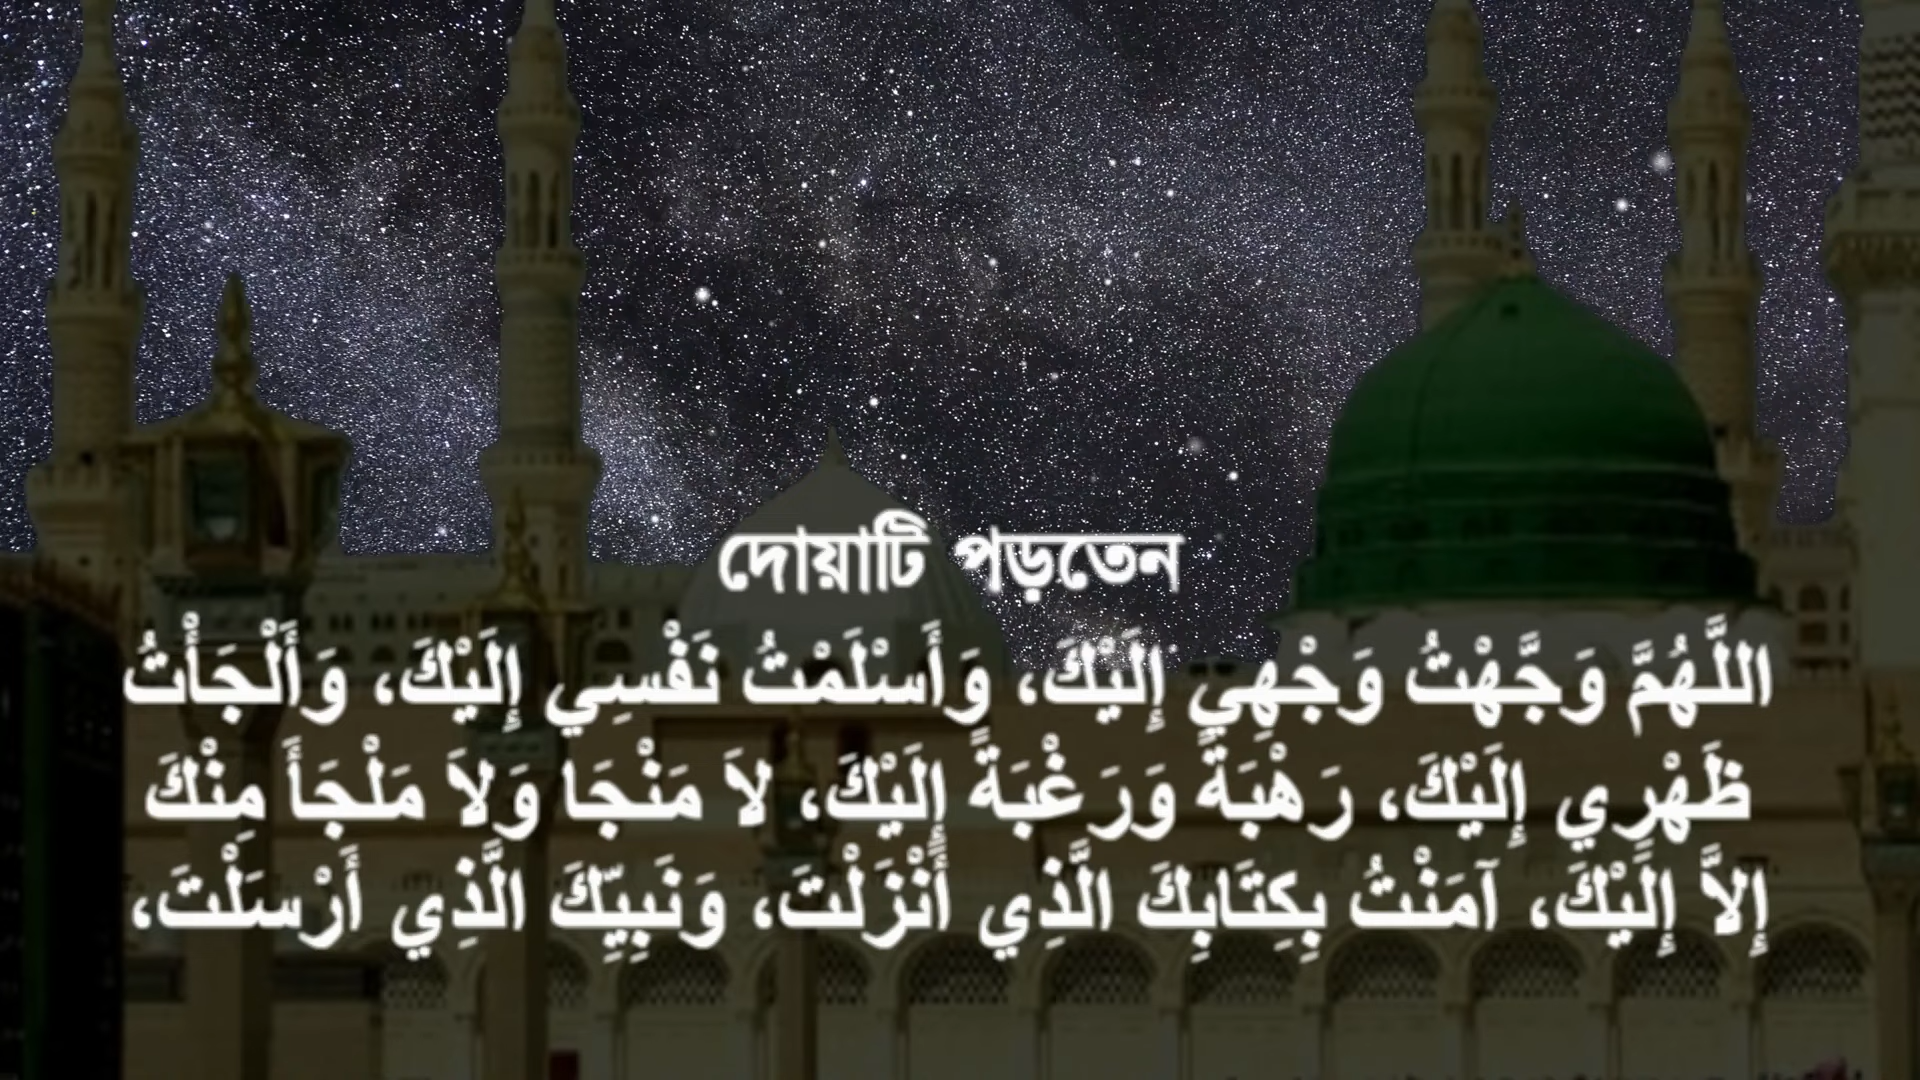 দোয়াটি পড়তেন
اللَّهُمَّ وَجَّهْتُ وَجْهِي إِلَيْكَ، وَأَسْلَمْتُ نَفْسِي إِلَيْكَ، وَأَلْجَأْتُ
ظَهْرِي إِلَيْكَ، رَهْبَةً وَرَغْبَةً إِلَيْكَ، لاَ مَنْجَا وَلاَ مَلْجَأَ مِنْكَ
إِلاَّ إِلَيْكَ، آمَنْتُ بِكِتَابِكَ الَّذِي أَنْزَلْتَ، وَنَبِيِّكَ الَّذِي أَرْسَلْتَ،